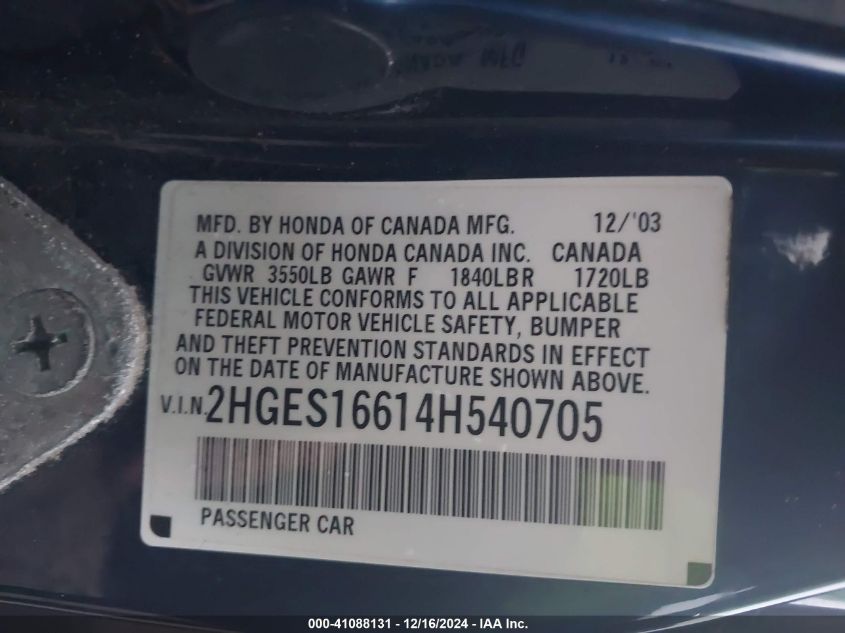 MFD. BY HONDA OF CANADA MFG. 12/'03
A DIVISION OF HONDA CANADA INC. CANADA
GVWR 3550LB GAWR F 1840LB R 1720LB
THIS VEHICLE CONFORMS TO ALL APPLICABLE
FEDERAL MOTOR VEHICLE SAFETY, BUMPER
AND THEFT PREVENTION STANDARDS IN EFFECT
ON THE DATE OF MANUFACTURE SHOWN ABOVE.
V.I.N. 2HGES16614H540705
PASSENGER CAR
000-41088131 - 12/16/2024 - IAA Inc.